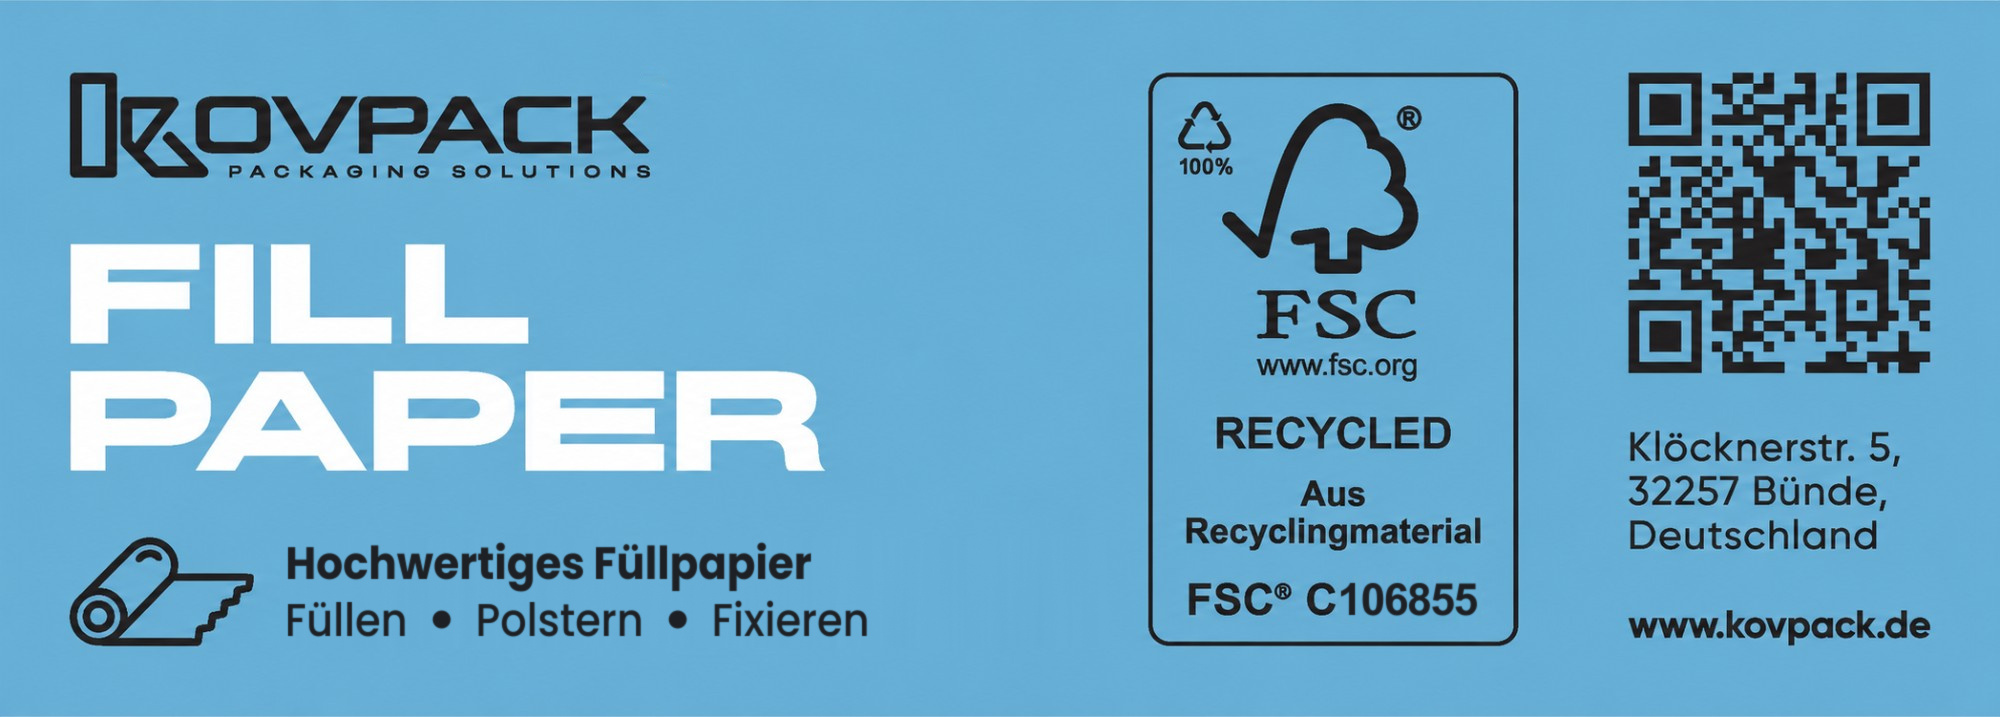 KOVPACK
PACKAGING SOLUTIONS
FILL
PAPER
Hochwertiges Füllpapier
Füllen • Polstern • Fixieren
®
100%
FSC
www.fsc.org
RECYCLED
Aus
Recyclingmaterial
FSC® C106855
Klöcknerstr. 5,
32257 Bünde,
Deutschland
www.kovpack.de